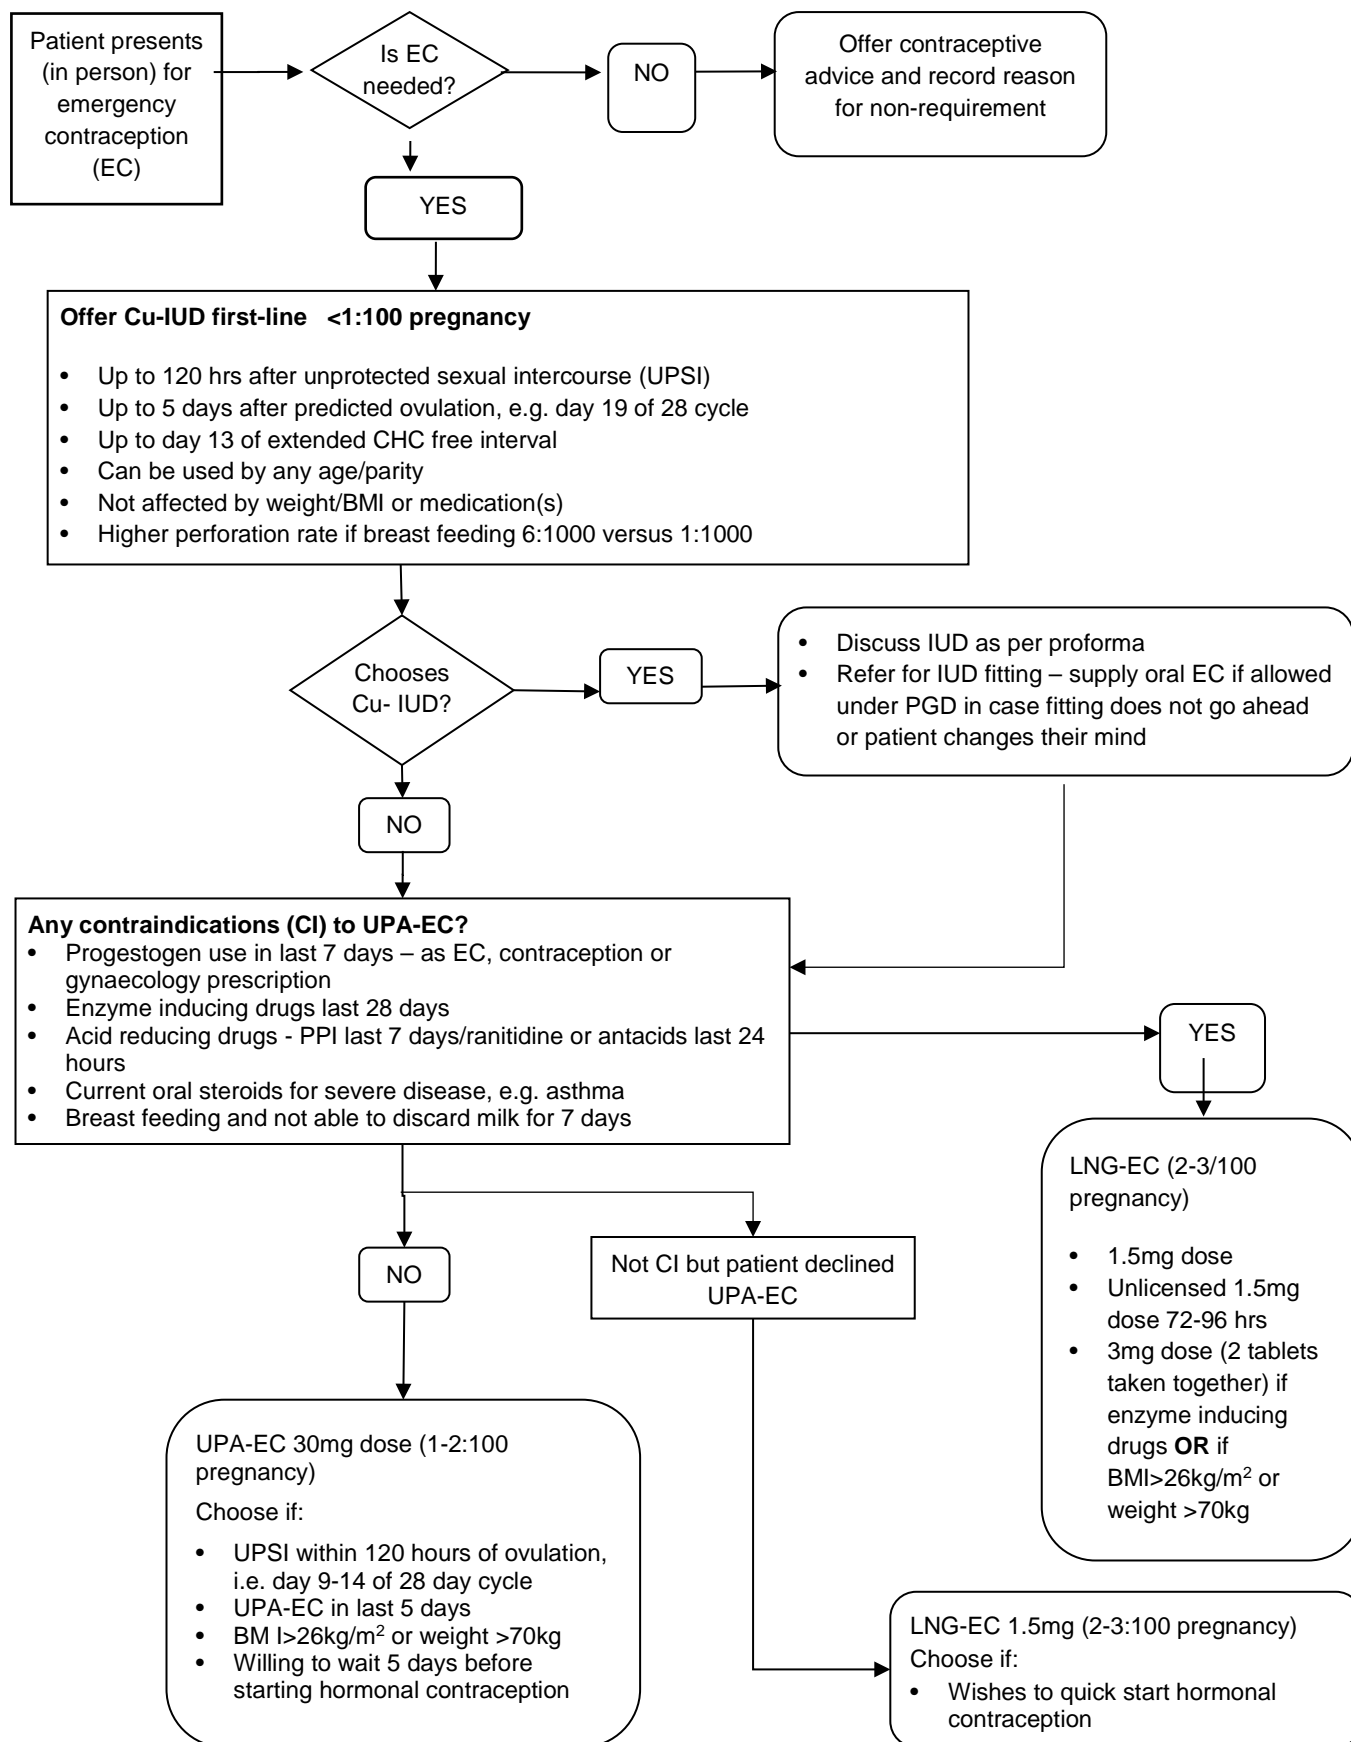 Patient presents
(in person) for
emergency
contraception
(EC)
Is EC
needed?
NO
Offer contraceptive
advice and record reason
for non-requirement
YES
Offer Cu-IUD first-line   <1:100 pregnancy
• Up to 120 hrs after unprotected sexual intercourse (UPSI)
• Up to 5 days after predicted ovulation, e.g. day 19 of 28 cycle
• Up to day 13 of extended CHC free interval
• Can be used by any age/parity
• Not affected by weight/BMI or medication(s)
• Higher perforation rate if breast feeding 6:1000 versus 1:1000
Chooses
Cu- IUD?
YES
• Discuss IUD as per proforma
• Refer for IUD fitting – supply oral EC if allowed
under PGD in case fitting does not go ahead
or patient changes their mind
NO
Any contraindications (CI) to UPA-EC?
• Progestogen use in last 7 days – as EC, contraception or
gynaecology prescription
• Enzyme inducing drugs last 28 days
• Acid reducing drugs - PPI last 7 days/ranitidine or antacids last 24
hours
• Current oral steroids for severe disease, e.g. asthma
• Breast feeding and not able to discard milk for 7 days
YES
LNG-EC (2-3/100
pregnancy)
• 1.5mg dose
• Unlicensed 1.5mg
dose 72-96 hrs
• 3mg dose (2 tablets
taken together) if
enzyme inducing
drugs OR if
BMI>26kg/m² or
weight >70kg
NO
Not CI but patient declined
UPA-EC
UPA-EC 30mg dose (1-2:100
pregnancy)
Choose if:
• UPSI within 120 hours of ovulation,
i.e. day 9-14 of 28 day cycle
• UPA-EC in last 5 days
• BM I>26kg/m² or weight >70kg
• Willing to wait 5 days before
starting hormonal contraception
LNG-EC 1.5mg (2-3:100 pregnancy)
Choose if:
• Wishes to quick start hormonal
contraception